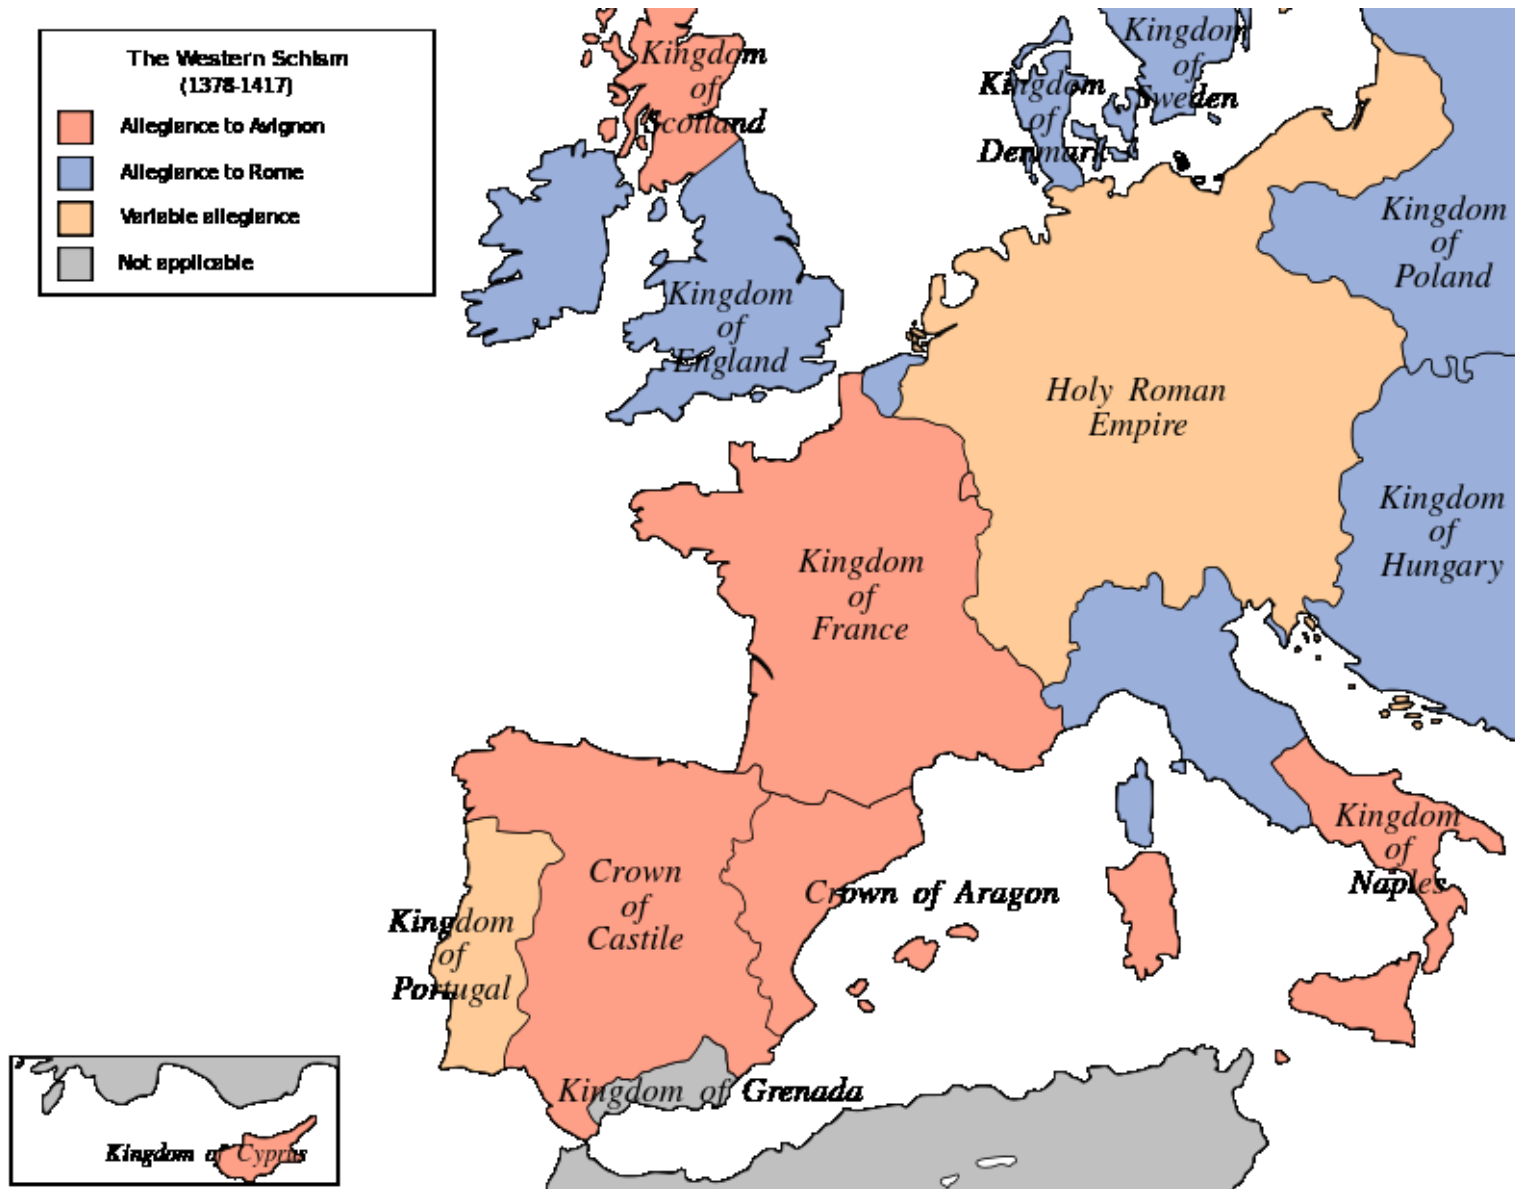 The Western Schism
(1378-1417)
Allegiance to Avignon
Allegiance to Rome
Variable allegiance
Not applicable
Kingdom
of
Scotland
Kingdom
of
Denmark
Kingdom
of
Sweden
Kingdom
of
Poland
Kingdom
of
England
Holy Roman
Empire
Kingdom
of
Hungary
Kingdom
of
France
Kingdom
of
Naples
Crown
of
Castile
Crown of Aragon
Kingdom
of
Portugal
Kingdom of Grenada
Kingdom of Cyprus